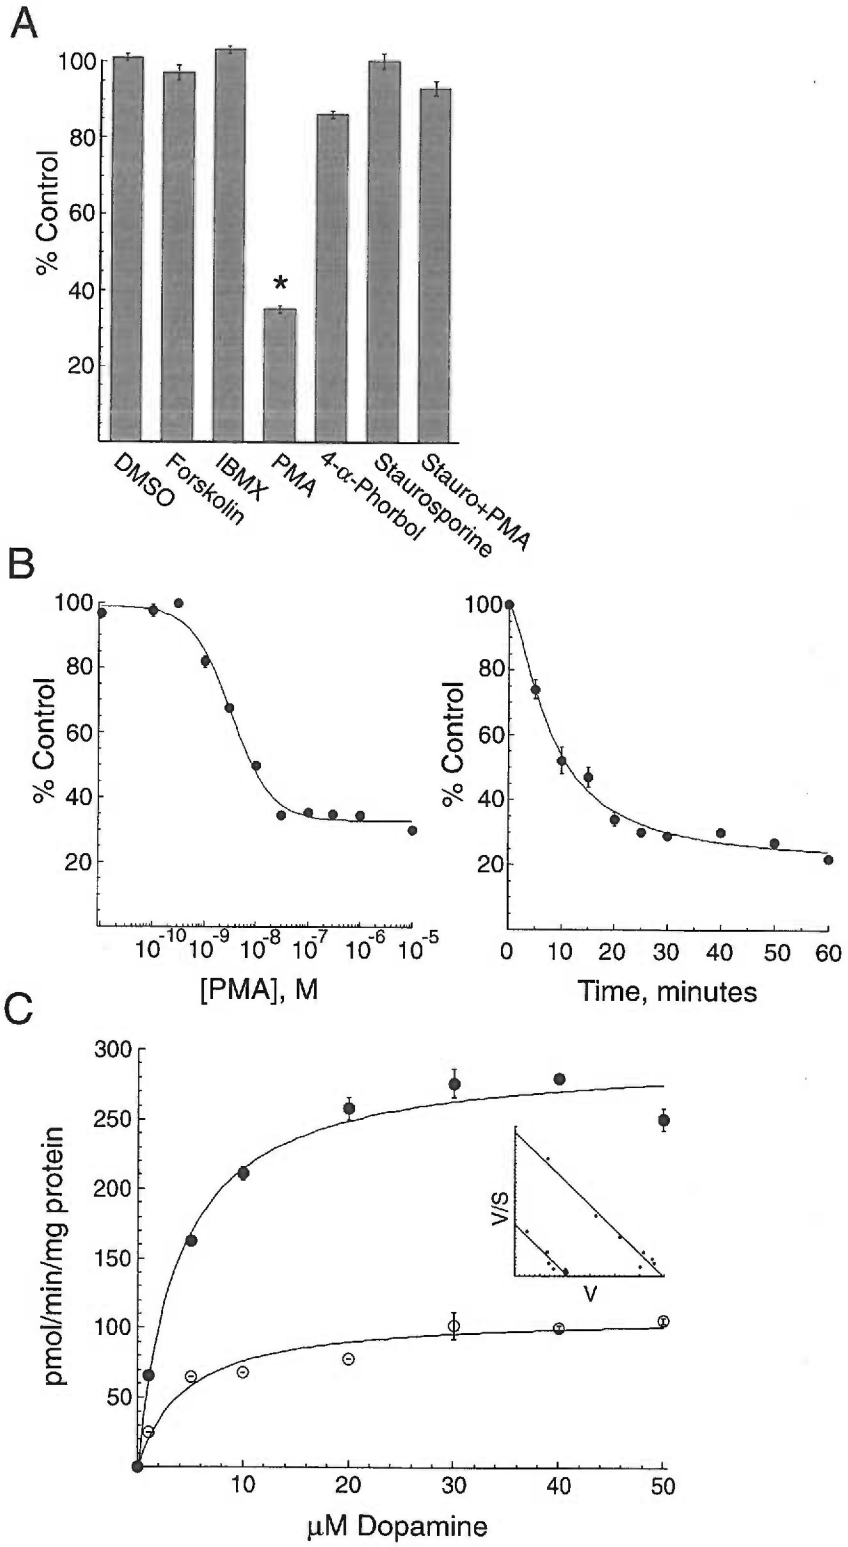 A
% Control
100
80
60
40
20
*
DMSO
Forskolin
IBMX
PMA
4-α-Phorbol
Staurosporine
Stauro+PMA
B
% Control
100
80
60
40
20
10-10 10-9 10-8 10-7 10-6 10-5
[PMA], M
% Control
100
80
60
40
20
0 10 20 30 40 50 60
Time, minutes
C
pmol/min/mg protein
300
250
200
150
100
50
10 20 30 40 50
μM Dopamine
V/S
V